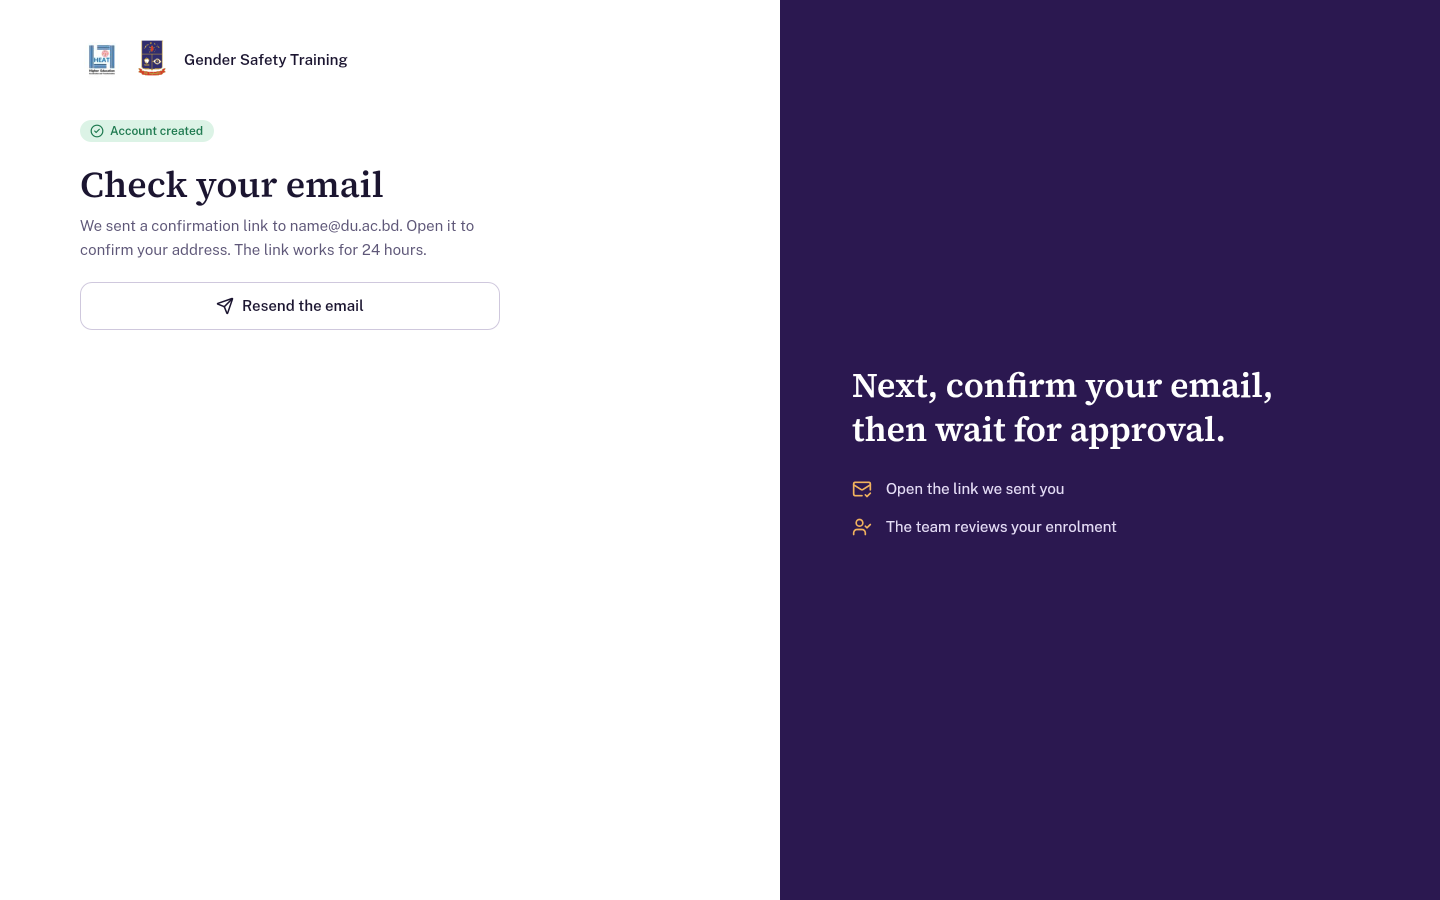 HEAT
Gender Safety Training
Account created
Check your email
We sent a confirmation link to name@du.ac.bd. Open it to
confirm your address. The link works for 24 hours.
Resend the email
Next, confirm your email,
then wait for approval.
Open the link we sent you
The team reviews your enrolment